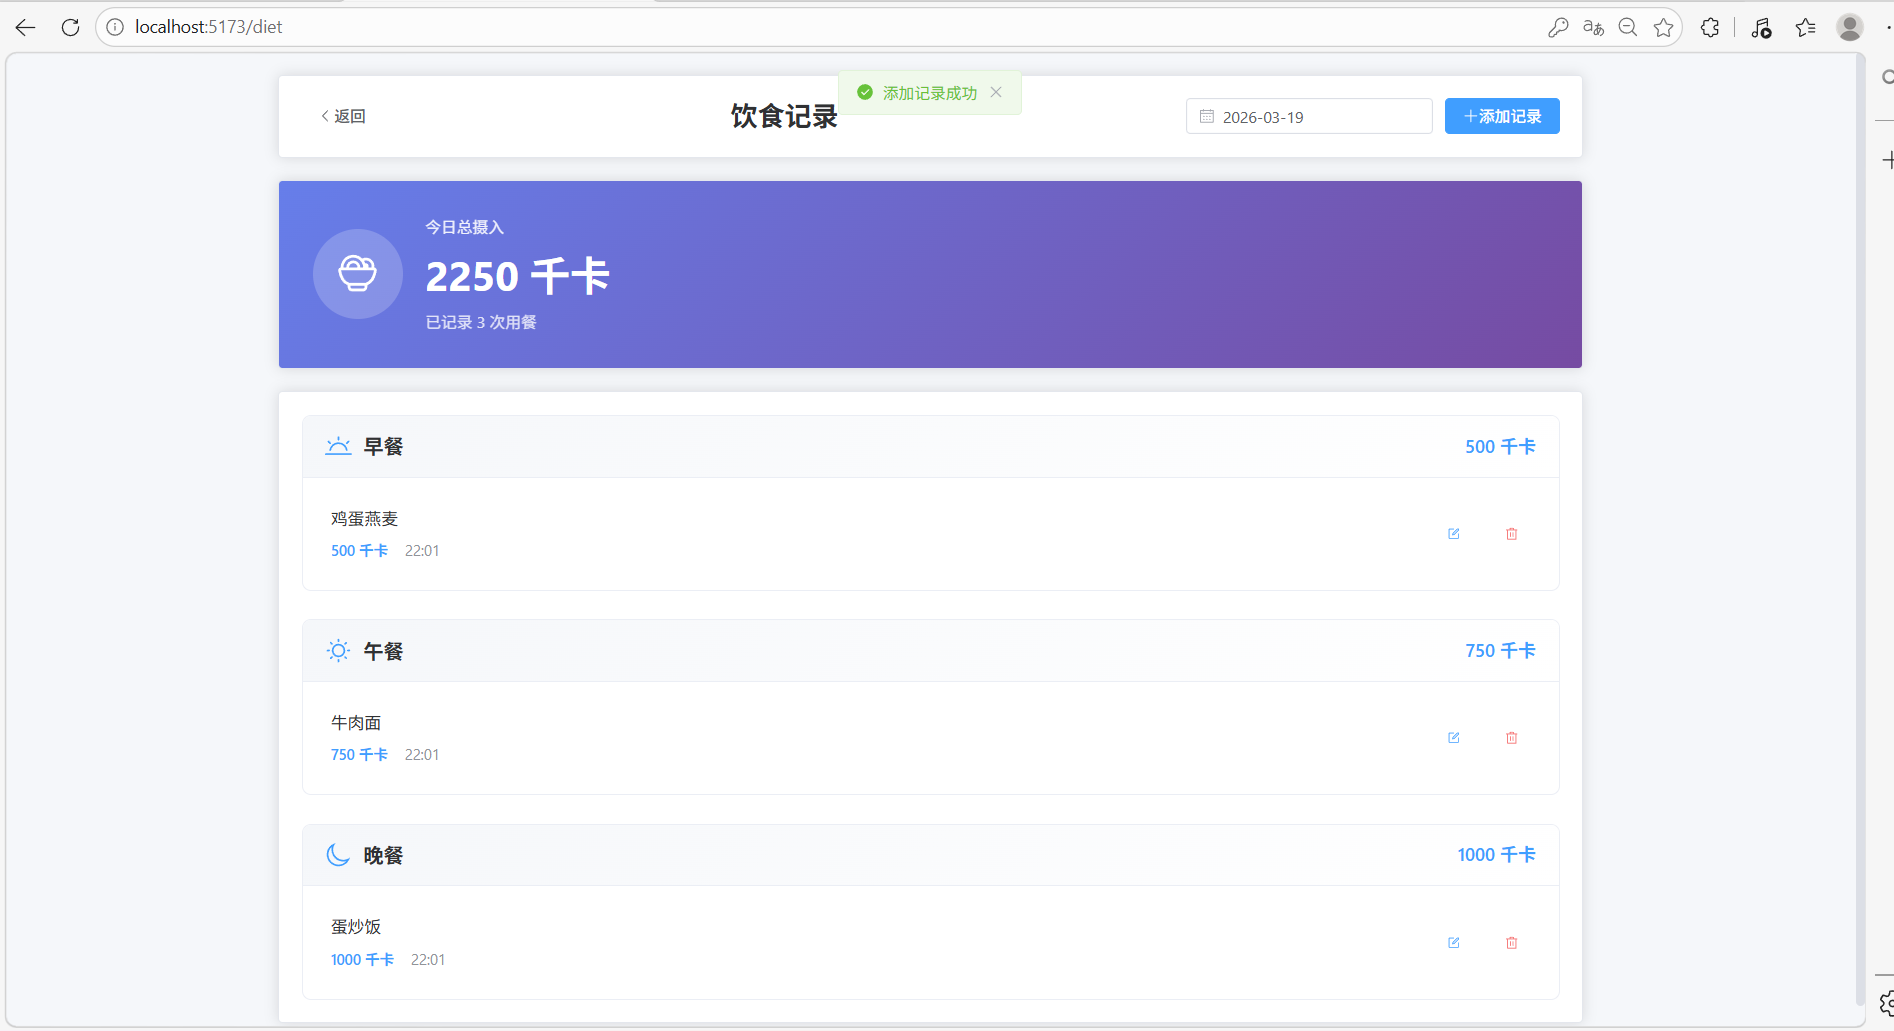 localhost:5173/diet
返回
饮食记录
添加记录成功
2026-03-19
添加记录
今日总摄入
2250 千卡
已记录 3 次用餐
早餐
500 千卡
鸡蛋燕麦
500 千卡 22:01
午餐
750 千卡
牛肉面
750 千卡 22:01
晚餐
1000 千卡
蛋炒饭
1000 千卡 22:01